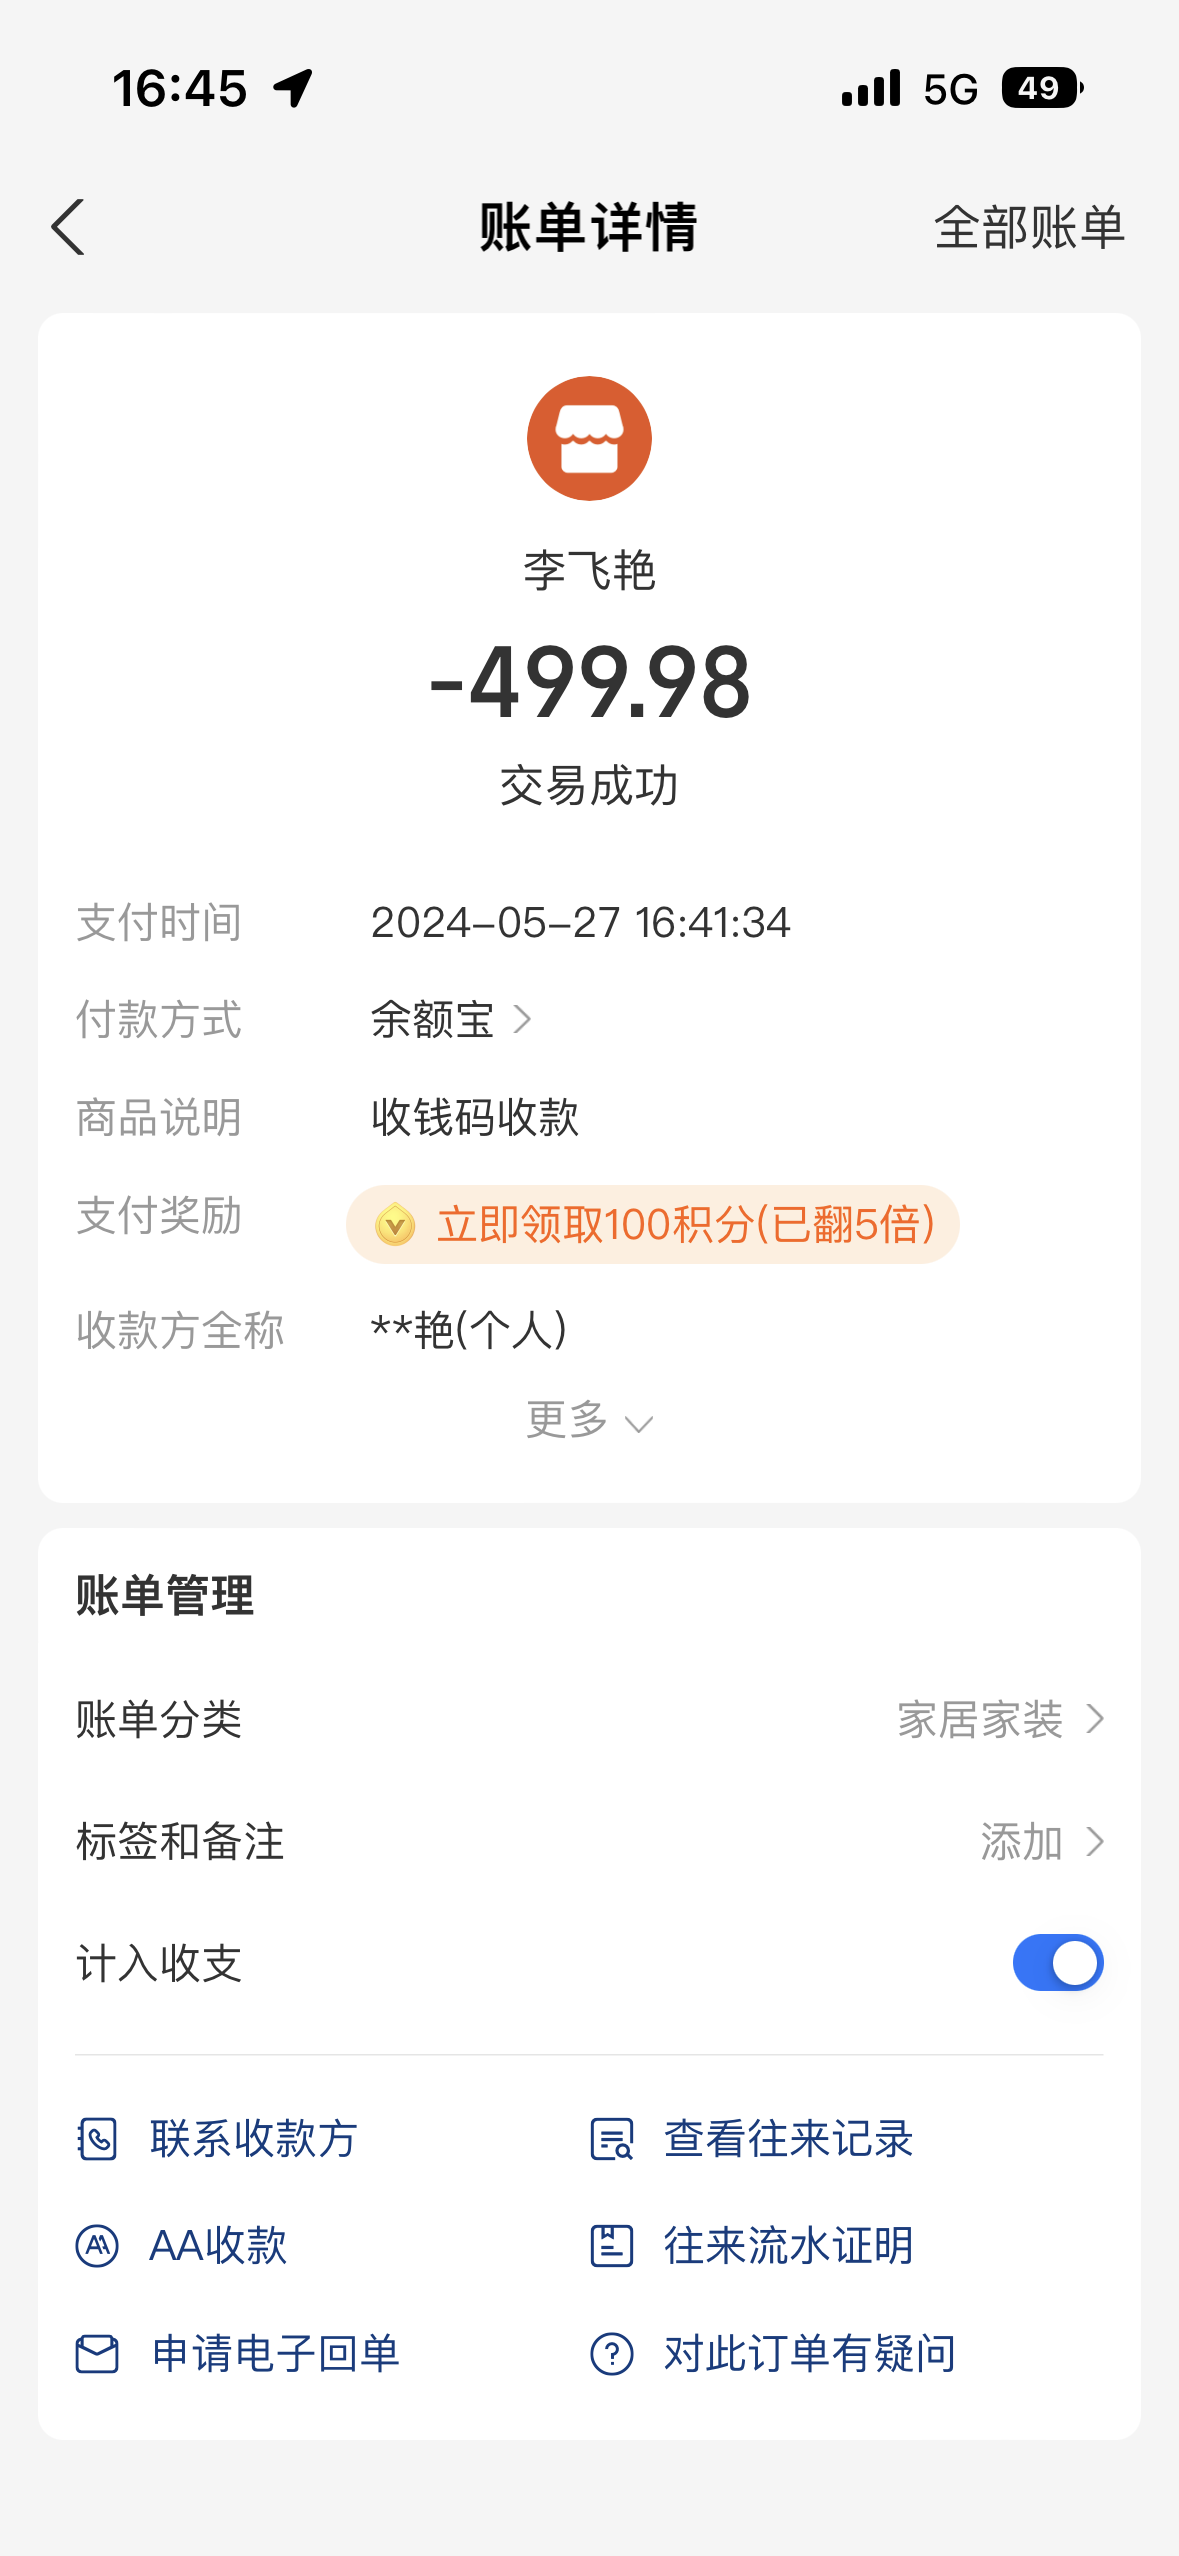 16:45 5G 49
账单详情 全部账单
李飞艳
-499.98
交易成功
支付时间 2024-05-27 16:41:34
付款方式 余额宝
商品说明 收钱码收款
支付奖励 立即领取100积分(已翻5倍)
收款方全称 **艳(个人)
更多
账单管理
账单分类 家居家装
标签和备注 添加
计入收支
联系收款方 查看往来记录
AA收款 往来流水证明
申请电子回单 对此订单有疑问